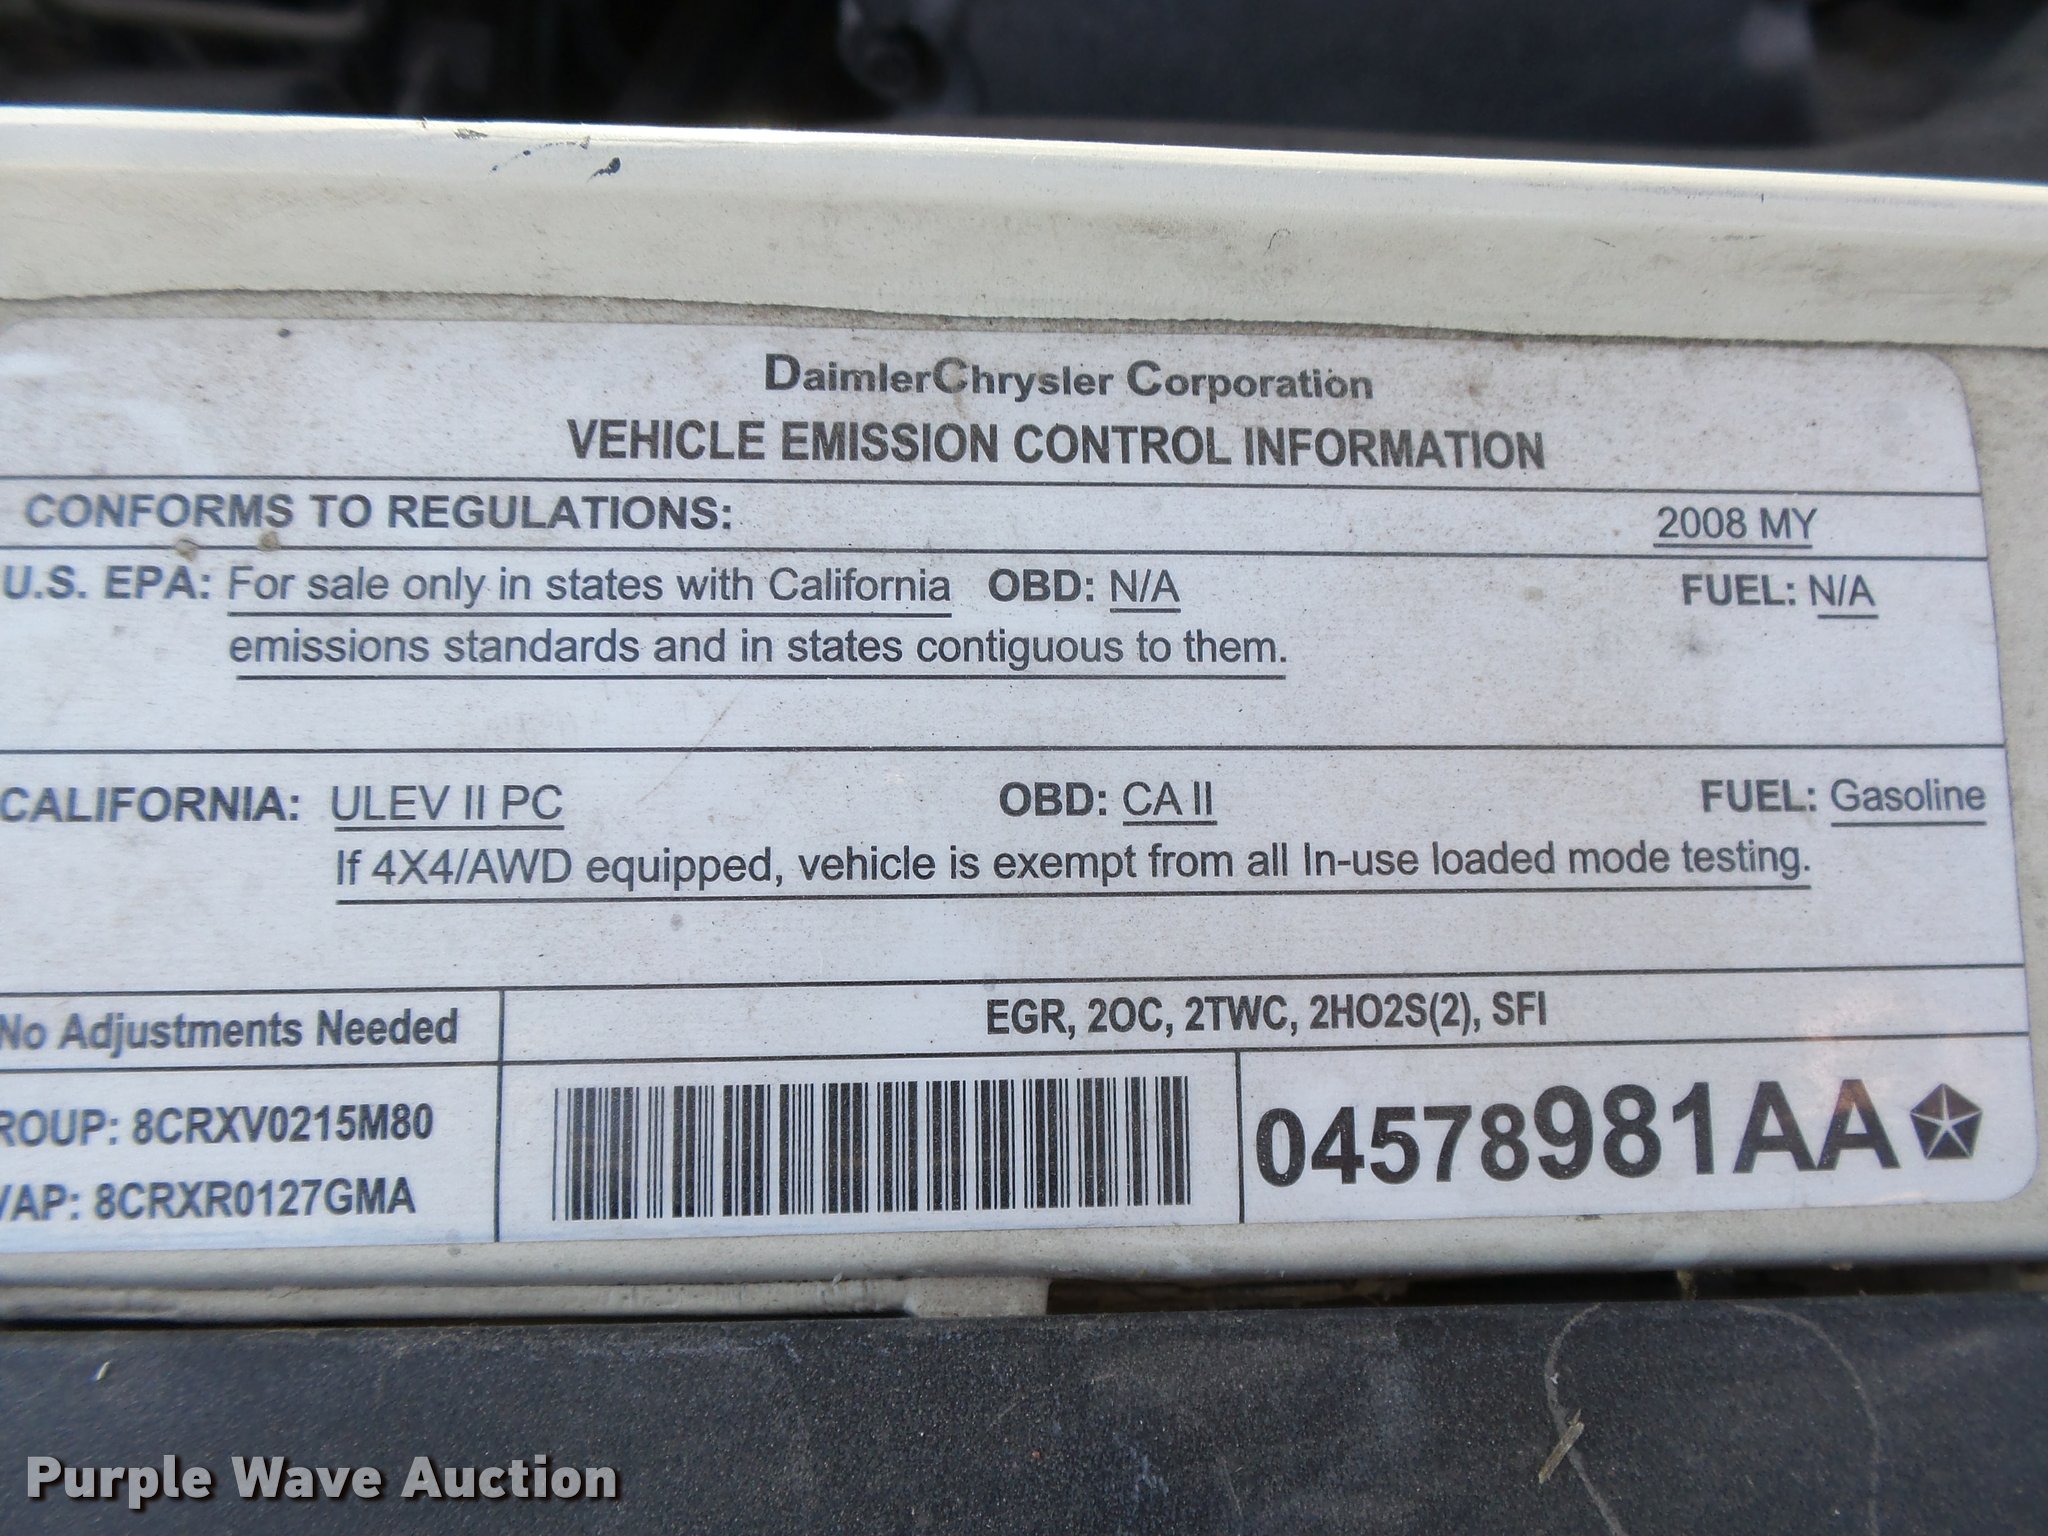 DaimlerChrysler Corporation
VEHICLE EMISSION CONTROL INFORMATION
CONFORMS TO REGULATIONS: 2008 MY
U.S. EPA: For sale only in states with California OBD: N/A FUEL: N/A
emissions standards and in states contiguous to them.
CALIFORNIA: ULEV II PC OBD: CA II FUEL: Gasoline
If 4X4/AWD equipped, vehicle is exempt from all In-use loaded mode testing.
No Adjustments Needed EGR, 2OC, 2TWC, 2HO2S(2), SFI
ROUP: 8CRXV0215M80
VAP: 8CRXR0127GMA
04578981AA
Purple Wave Auction